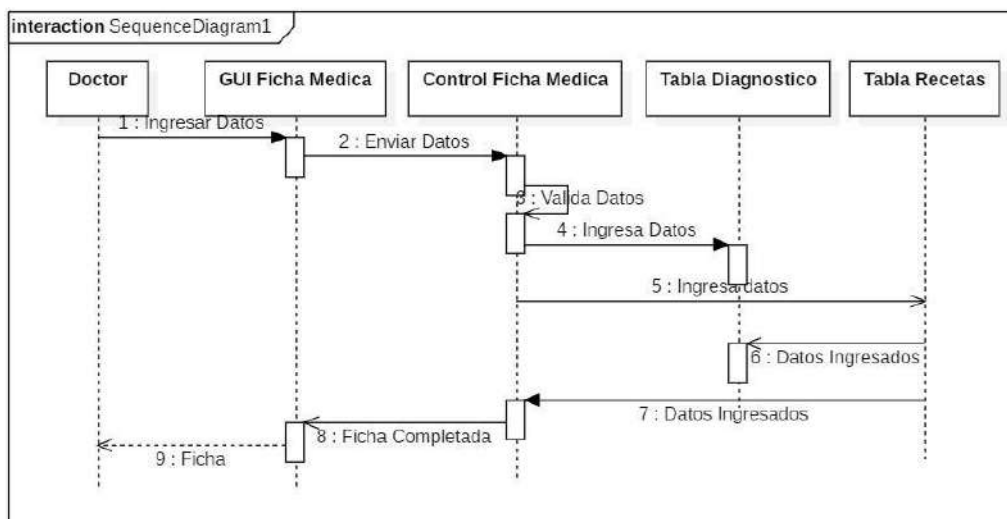 interaction SequenceDiagram1
Doctor
GUI Ficha Medica
Control Ficha Medica
Tabla Diagnostico
Tabla Recetas
1 : Ingresar Datos
2 : Enviar Datos
3 : Valida Datos
4 : Ingresa Datos
5 : Ingresa datos
6 : Datos Ingresados
7 : Datos Ingresados
8 : Ficha Completada
9 : Ficha